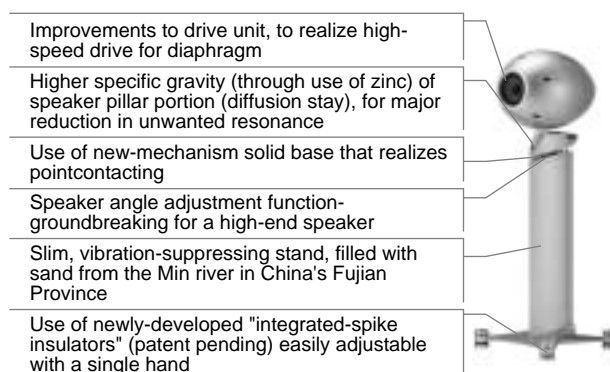 Improvements to drive unit, to realize high-
speed drive for diaphragm
Higher specific gravity (through use of zinc) of
speaker pillar portion (diffusion stay), for major
reduction in unwanted resonance
Use of new-mechanism solid base that realizes
pointcontacting
Speaker angle adjustment function-
groundbreaking for a high-end speaker
Slim, vibration-suppressing stand, filled with
sand from the Min river in China's Fujian
Province
Use of newly-developed "integrated-spike
insulators" (patent pending) easily adjustable
with a single hand